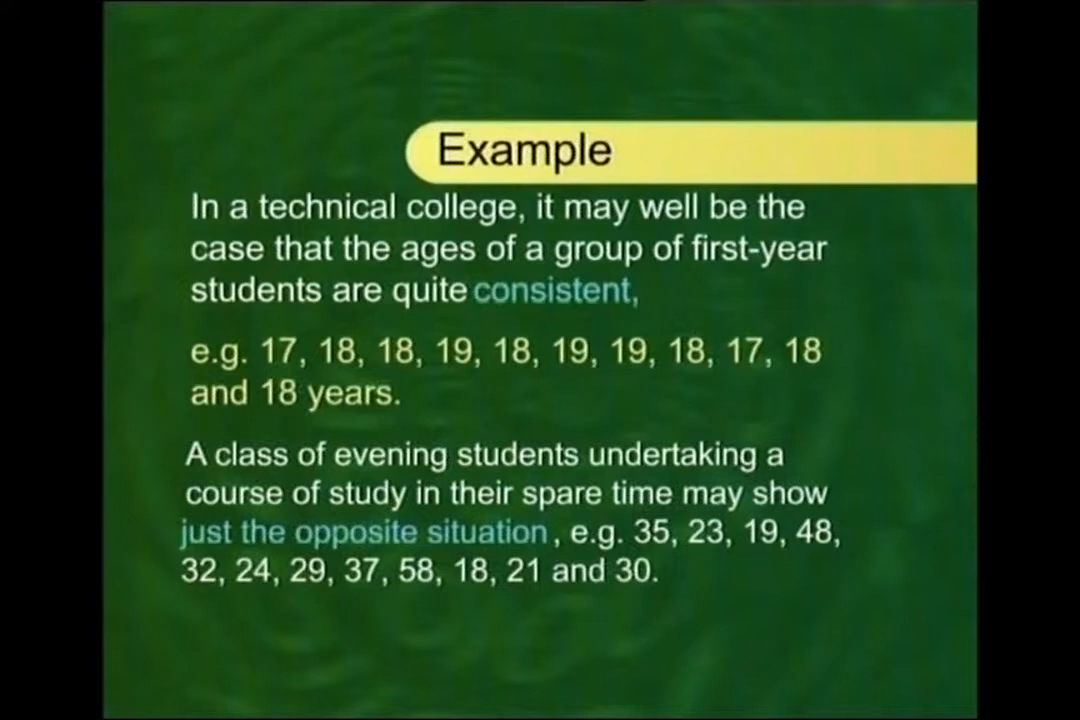 Example
In a technical college, it may well be the
case that the ages of a group of first-year
students are quite consistent,
e.g. 17, 18, 18, 19, 18, 19, 19, 18, 17, 18
and 18 years.
A class of evening students undertaking a
course of study in their spare time may show
just the opposite situation, e.g. 35, 23, 19, 48,
32, 24, 29, 37, 58, 18, 21 and 30.